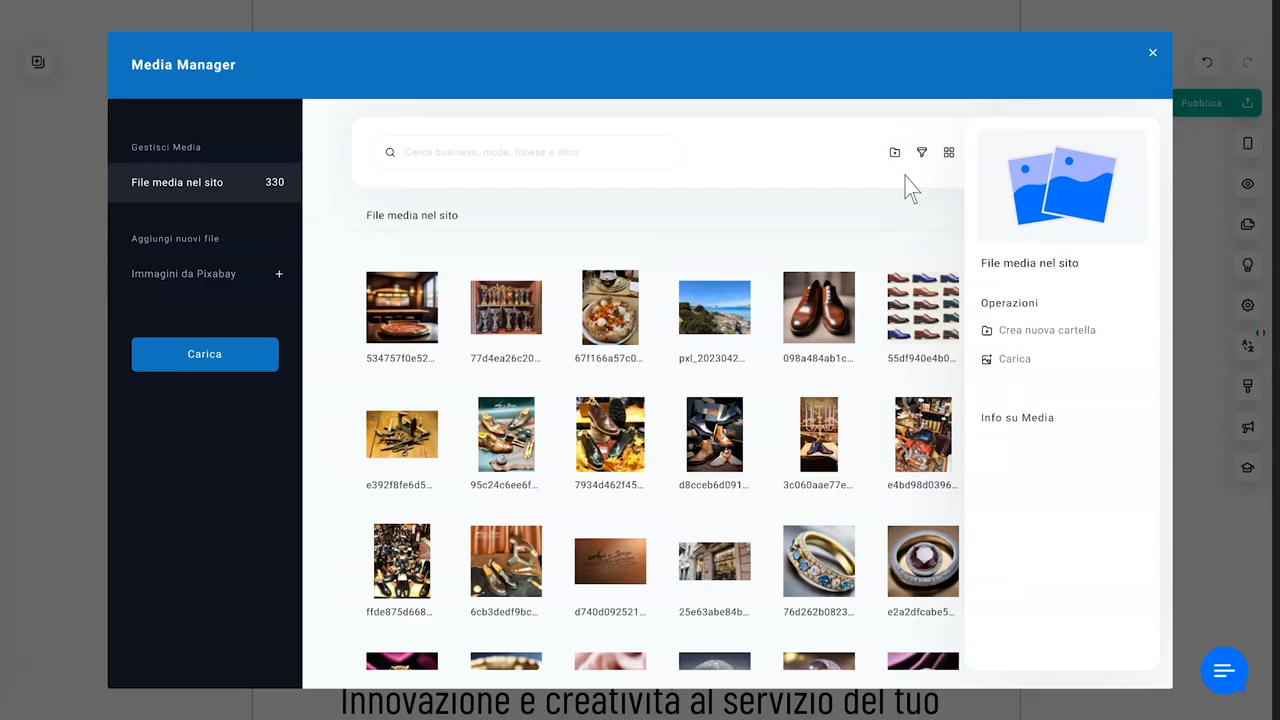 Media Manager
Pubblica
Gestisci Media
File media nel sito 330
Aggiungi nuovi file
Immagini da Pixabay
Carica
Cerca business, moda, fitness e altro
File media nel sito
534757f0e52...
77d4ea26c20...
67f166a57c0...
pxl_2023042...
098a484ab1c...
55df940e4b0...
e392f8fe6d5...
95c24c6ee6f...
7934d462f45...
d8cceb6d091...
3c060aae77e...
e4bd98d0396...
ffde875d668...
6cb3dedf9bc...
d740d092521...
25e63abe84b...
76d262b0823...
e2a2dfcabe5...
File media nel sito
Operazioni
Crea nuova cartella
Carica
Info su Media
Innovazione e creatività al servizio del tuo